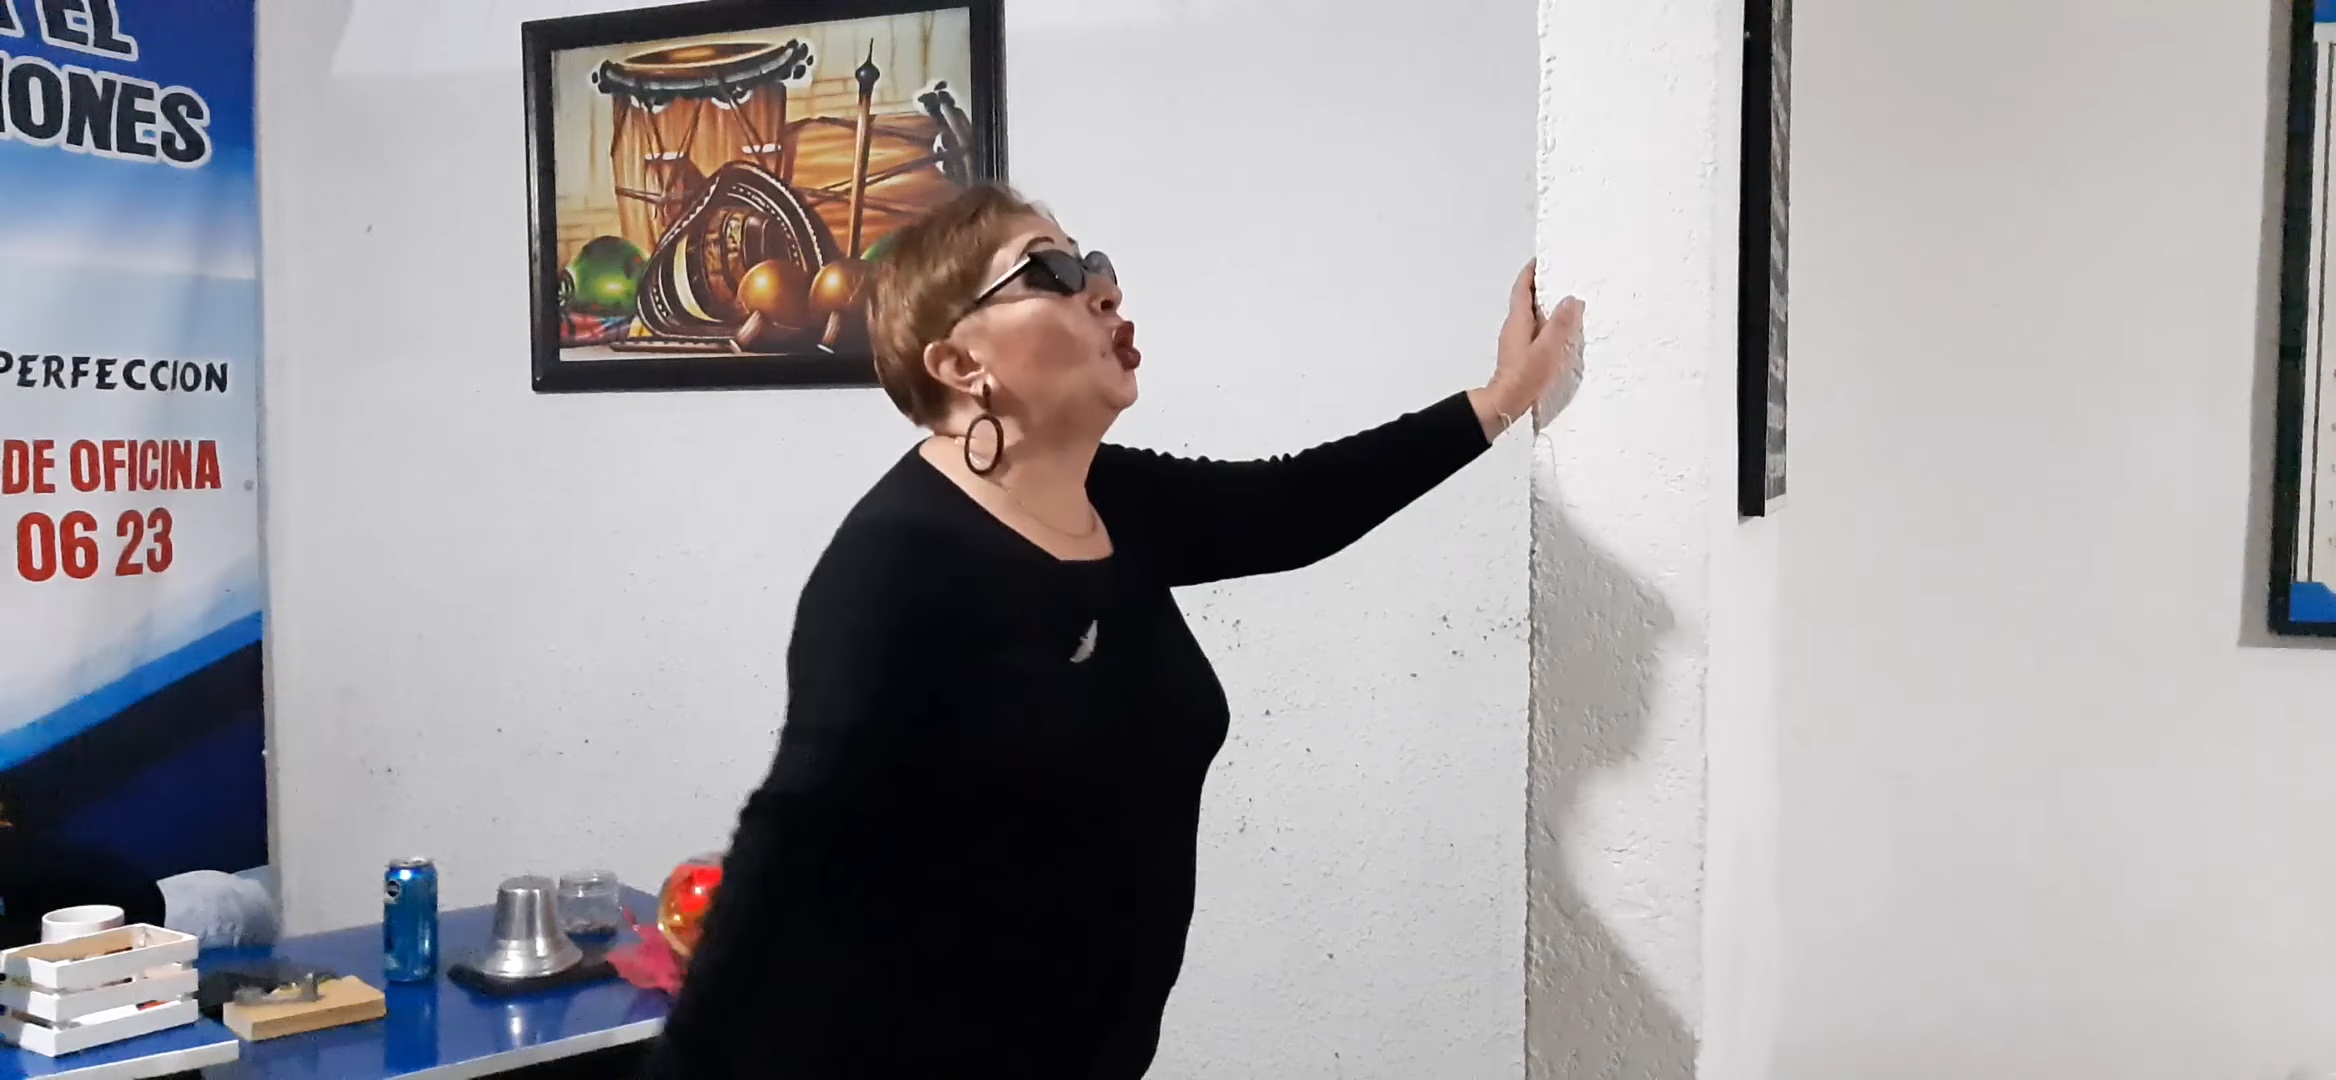 EL
IONES
PERFECCION
DE OFICINA
06 23